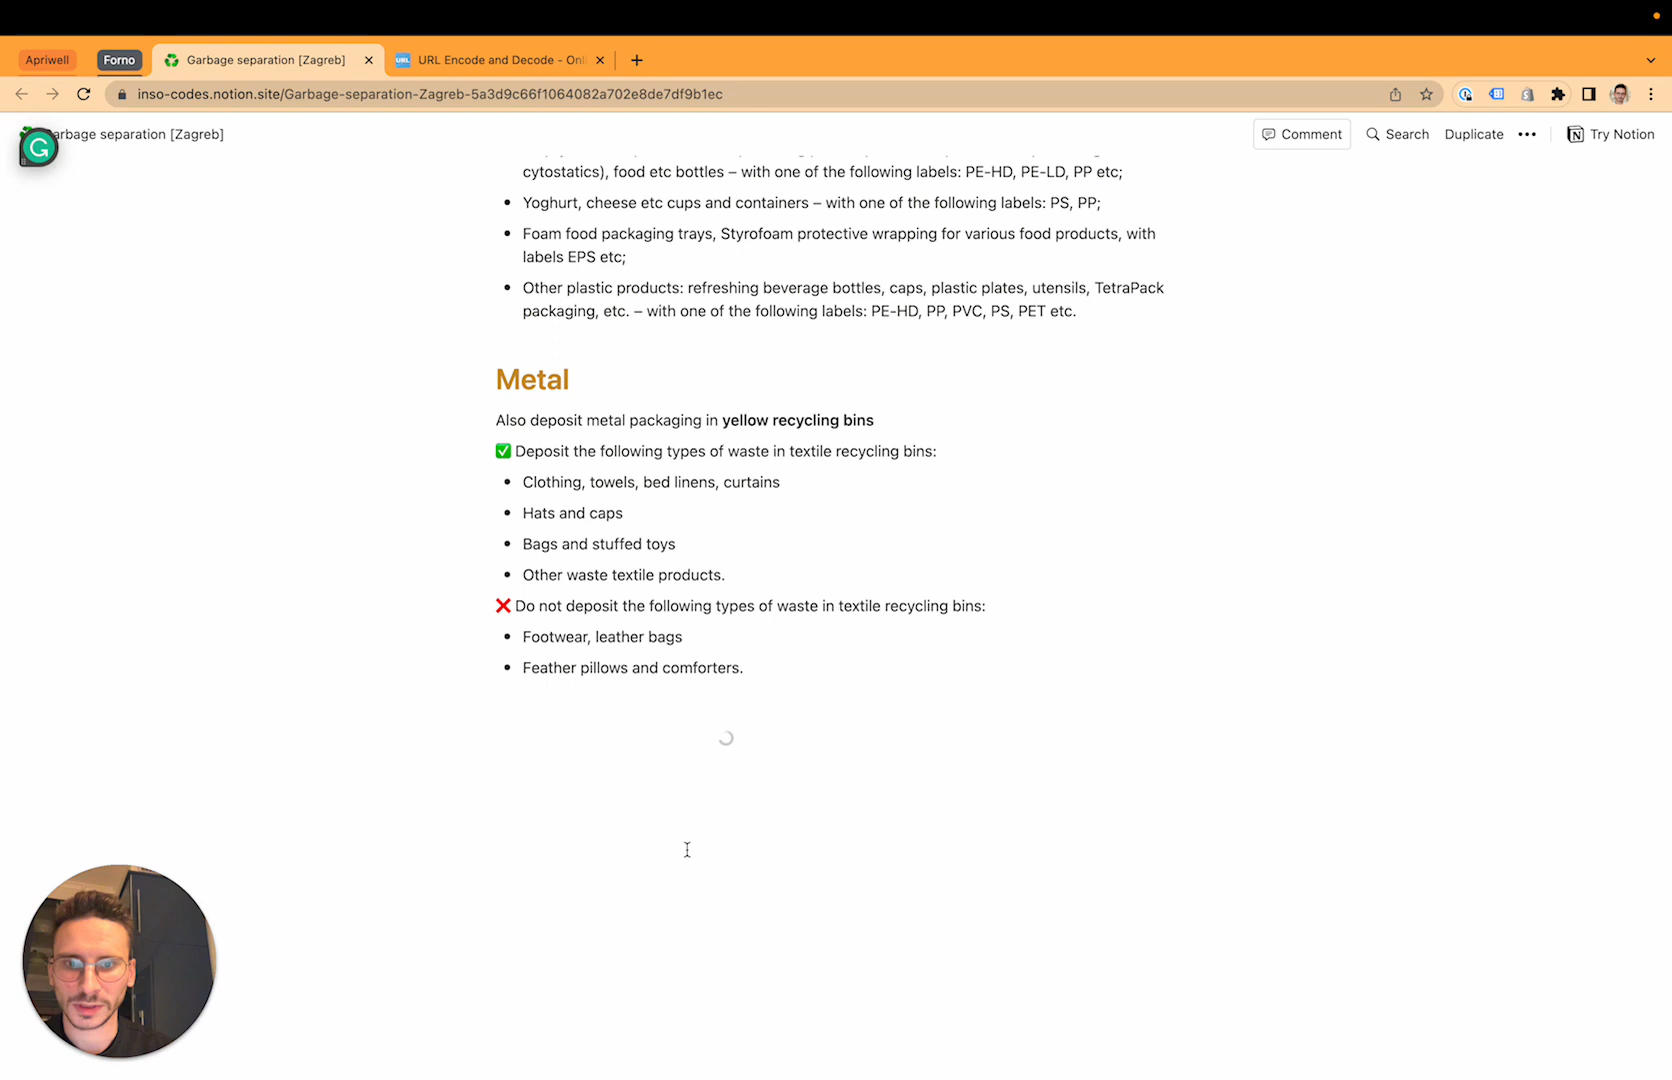 Apriwell
Forno
Garbage separation [Zagreb]
URL Encode and Decode - Onl
inso-codes.notion.site/Garbage-separation-Zagreb-5a3d9c66f1064082a702e8de7df9b1ec
arbage separation [Zagreb]
Comment
Search
Duplicate
Try Notion
cytostatics), food etc bottles – with one of the following labels: PE-HD, PE-LD, PP etc;
• Yoghurt, cheese etc cups and containers – with one of the following labels: PS, PP;
• Foam food packaging trays, Styrofoam protective wrapping for various food products, with
labels EPS etc;
• Other plastic products: refreshing beverage bottles, caps, plastic plates, utensils, TetraPack
packaging, etc. – with one of the following labels: PE-HD, PP, PVC, PS, PET etc.
Metal
Also deposit metal packaging in yellow recycling bins
✅ Deposit the following types of waste in textile recycling bins:
• Clothing, towels, bed linens, curtains
• Hats and caps
• Bags and stuffed toys
• Other waste textile products.
❌ Do not deposit the following types of waste in textile recycling bins:
• Footwear, leather bags
• Feather pillows and comforters.